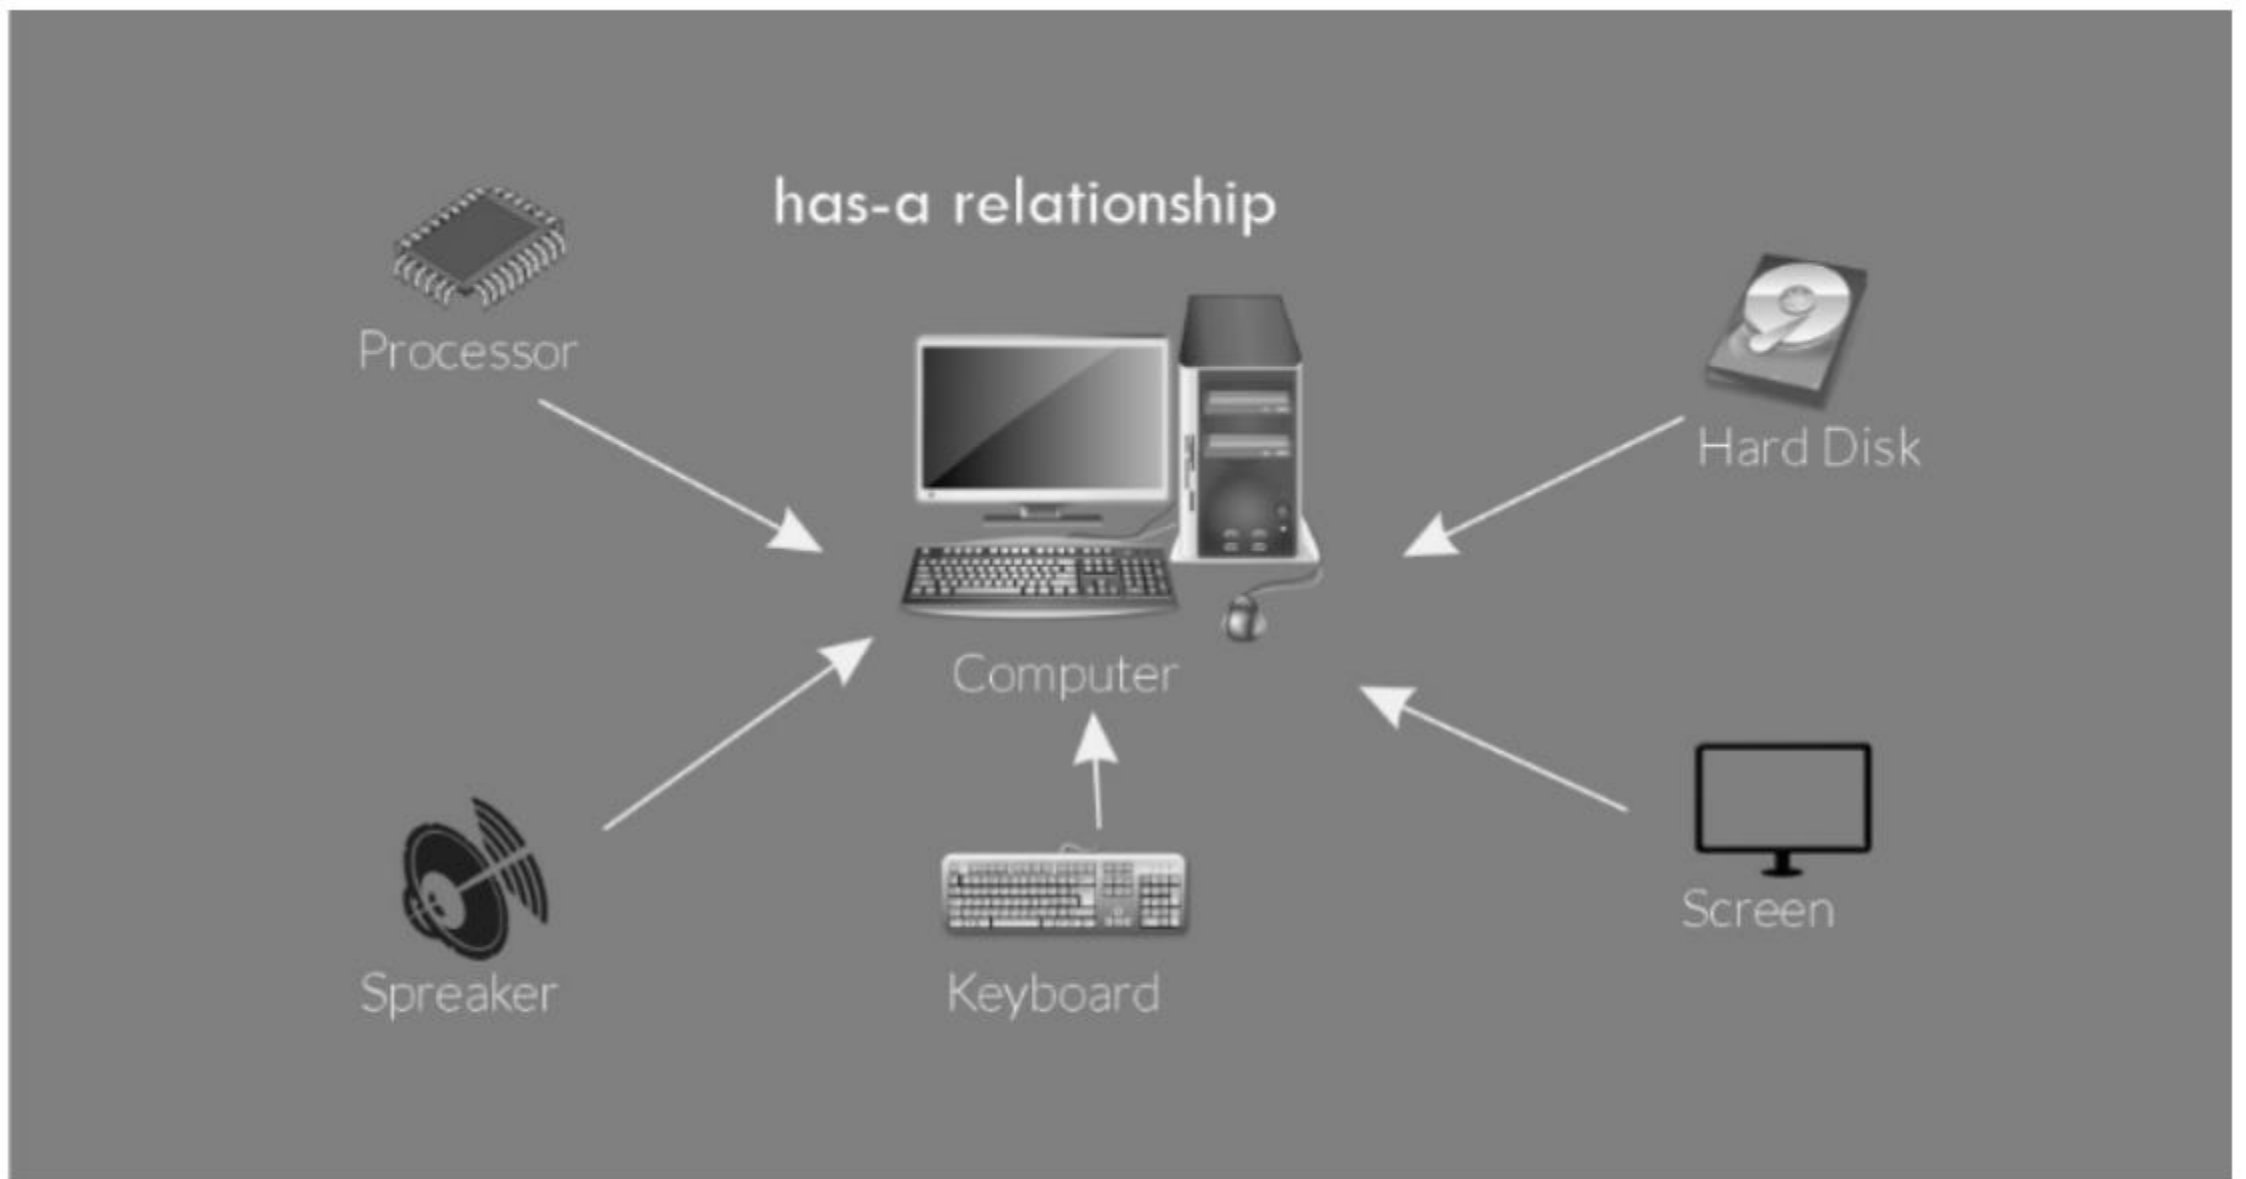 has-a relationship
Processor
Hard Disk
Computer
Screen
Spreaker
Keyboard